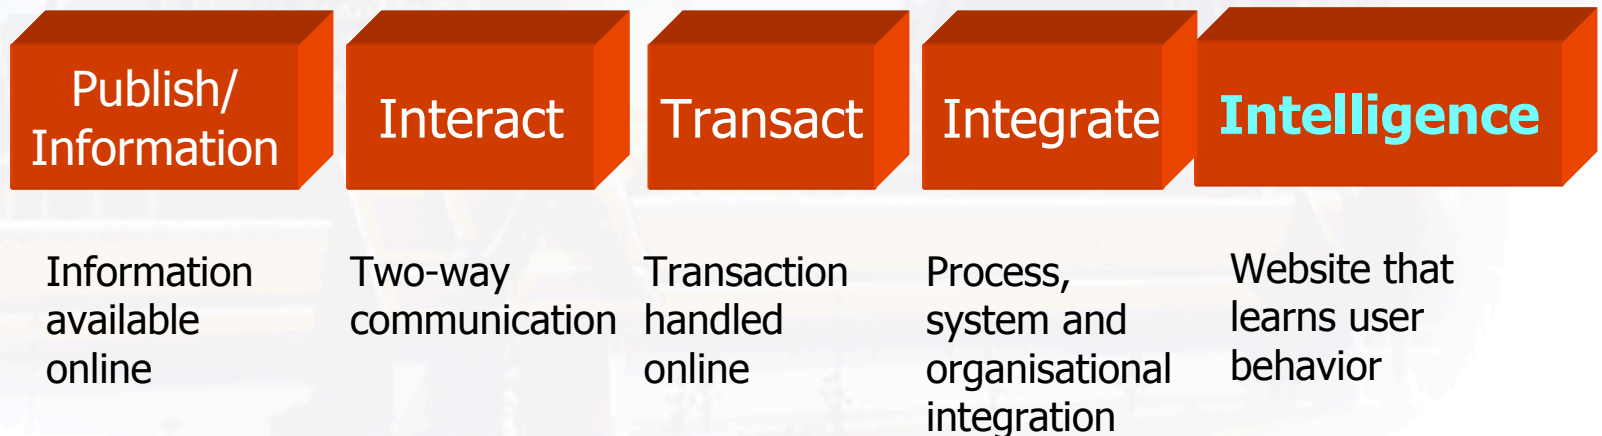 Publish/
Information
Interact
Transact
Integrate
Intelligence
Information
available
online
Two-way
communication
Transaction
handled
online
Process,
system and
organisational
integration
Website that
learns user
behavior